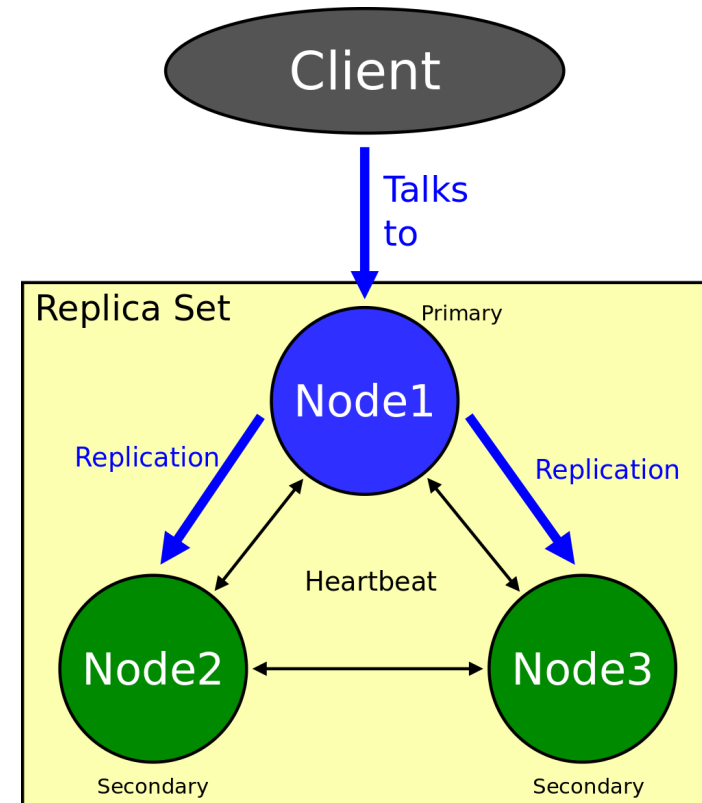 Client
Talks
to
Replica Set
Primary
Node1
Replication
Replication
Heartbeat
Node2
Node3
Secondary
Secondary